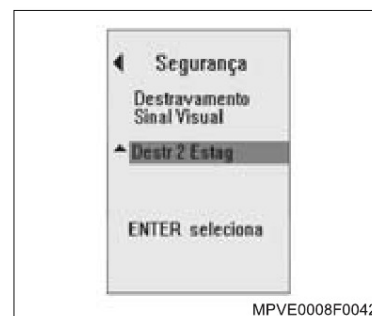 Segurança
Destravamento
Sinal Visual
Destr 2 Estag
ENTER seleciona
MPVE0008F0042